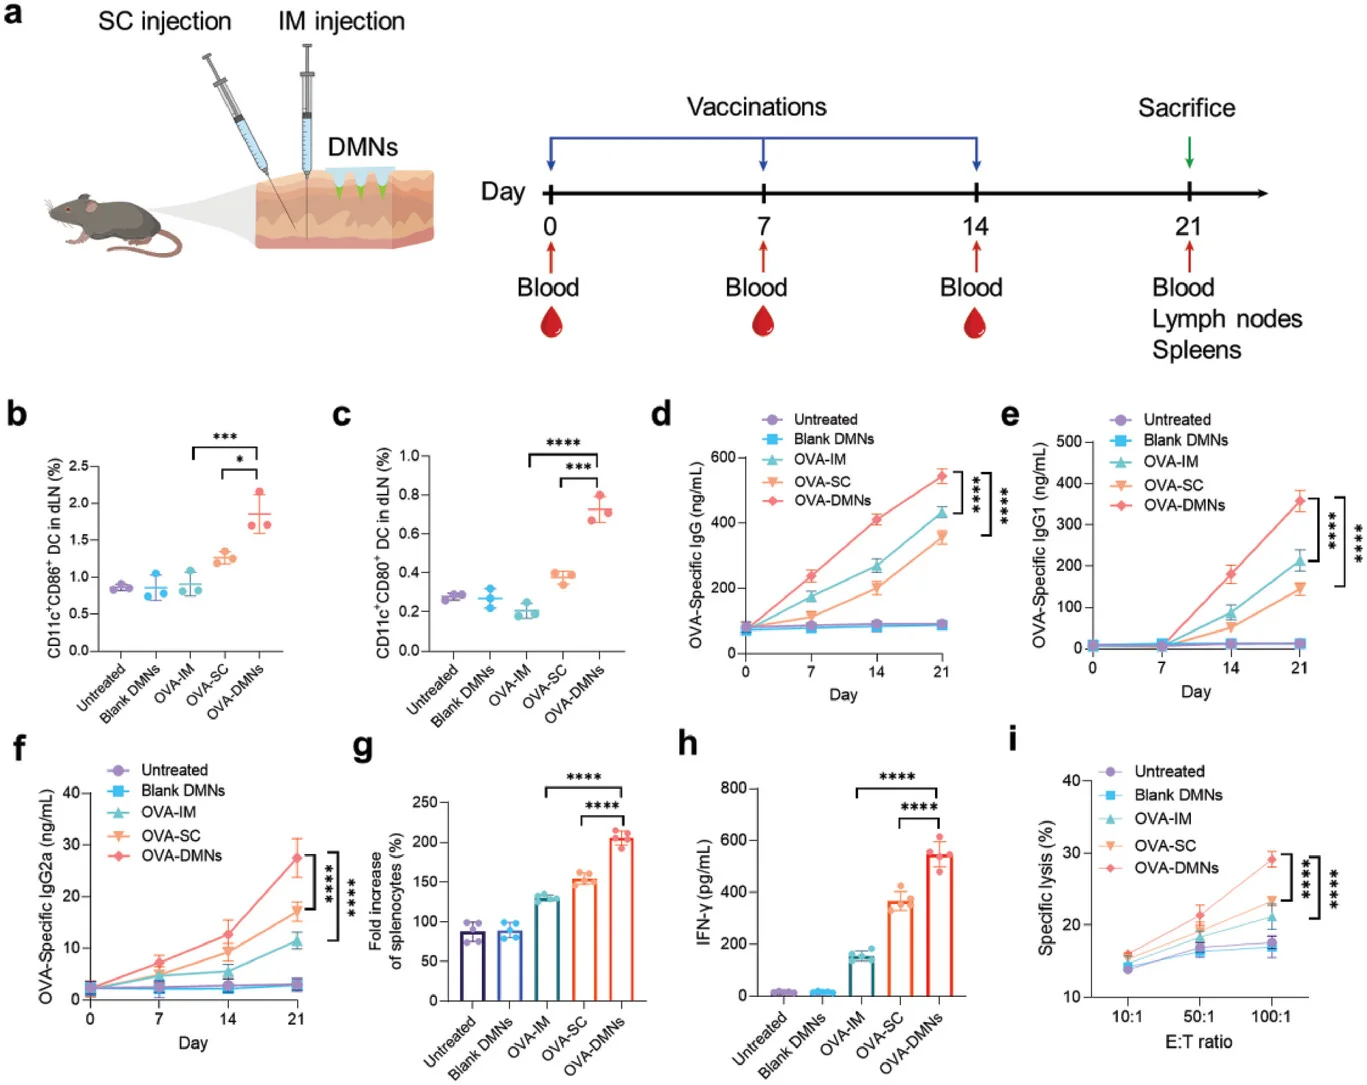 a
SC injection
IM injection
DMNs
Vaccinations
Sacrifice
Day
0
7
14
21
Blood
Blood
Blood
Blood
Lymph nodes
Spleens
b
CD11c⁺CD86⁺ DC in dLN (%)
2.5
2.0
1.5
1.0
0.5
0.0
***
*
Untreated
Blank DMNs
OVA-IM
OVA-SC
OVA-DMNs
c
CD11c⁺CD80⁺ DC in dLN (%)
1.0
0.8
0.6
0.4
0.2
0.0
****
***
Untreated
Blank DMNs
OVA-IM
OVA-SC
OVA-DMNs
d
Untreated
Blank DMNs
OVA-IM
OVA-SC
OVA-DMNs
OVA-Specific IgG (ng/mL)
600
400
200
0
0
7
14
21
Day
****
****
e
Untreated
Blank DMNs
OVA-IM
OVA-SC
OVA-DMNs
OVA-Specific IgG1 (ng/mL)
500
400
300
200
100
0
0
7
14
21
Day
****
****
f
Untreated
Blank DMNs
OVA-IM
OVA-SC
OVA-DMNs
OVA-Specific IgG2a (ng/mL)
40
30
20
10
0
0
7
14
21
Day
****
****
g
Fold increase
of splenocytes (%)
250
200
150
100
50
0
****
****
Untreated
Blank DMNs
OVA-IM
OVA-SC
OVA-DMNs
h
IFN-γ (pg/mL)
800
600
400
200
0
****
****
Untreated
Blank DMNs
OVA-IM
OVA-SC
OVA-DMNs
i
Untreated
Blank DMNs
OVA-IM
OVA-SC
OVA-DMNs
Specific lysis (%)
40
30
20
10
10:1
50:1
100:1
E:T ratio
****
****